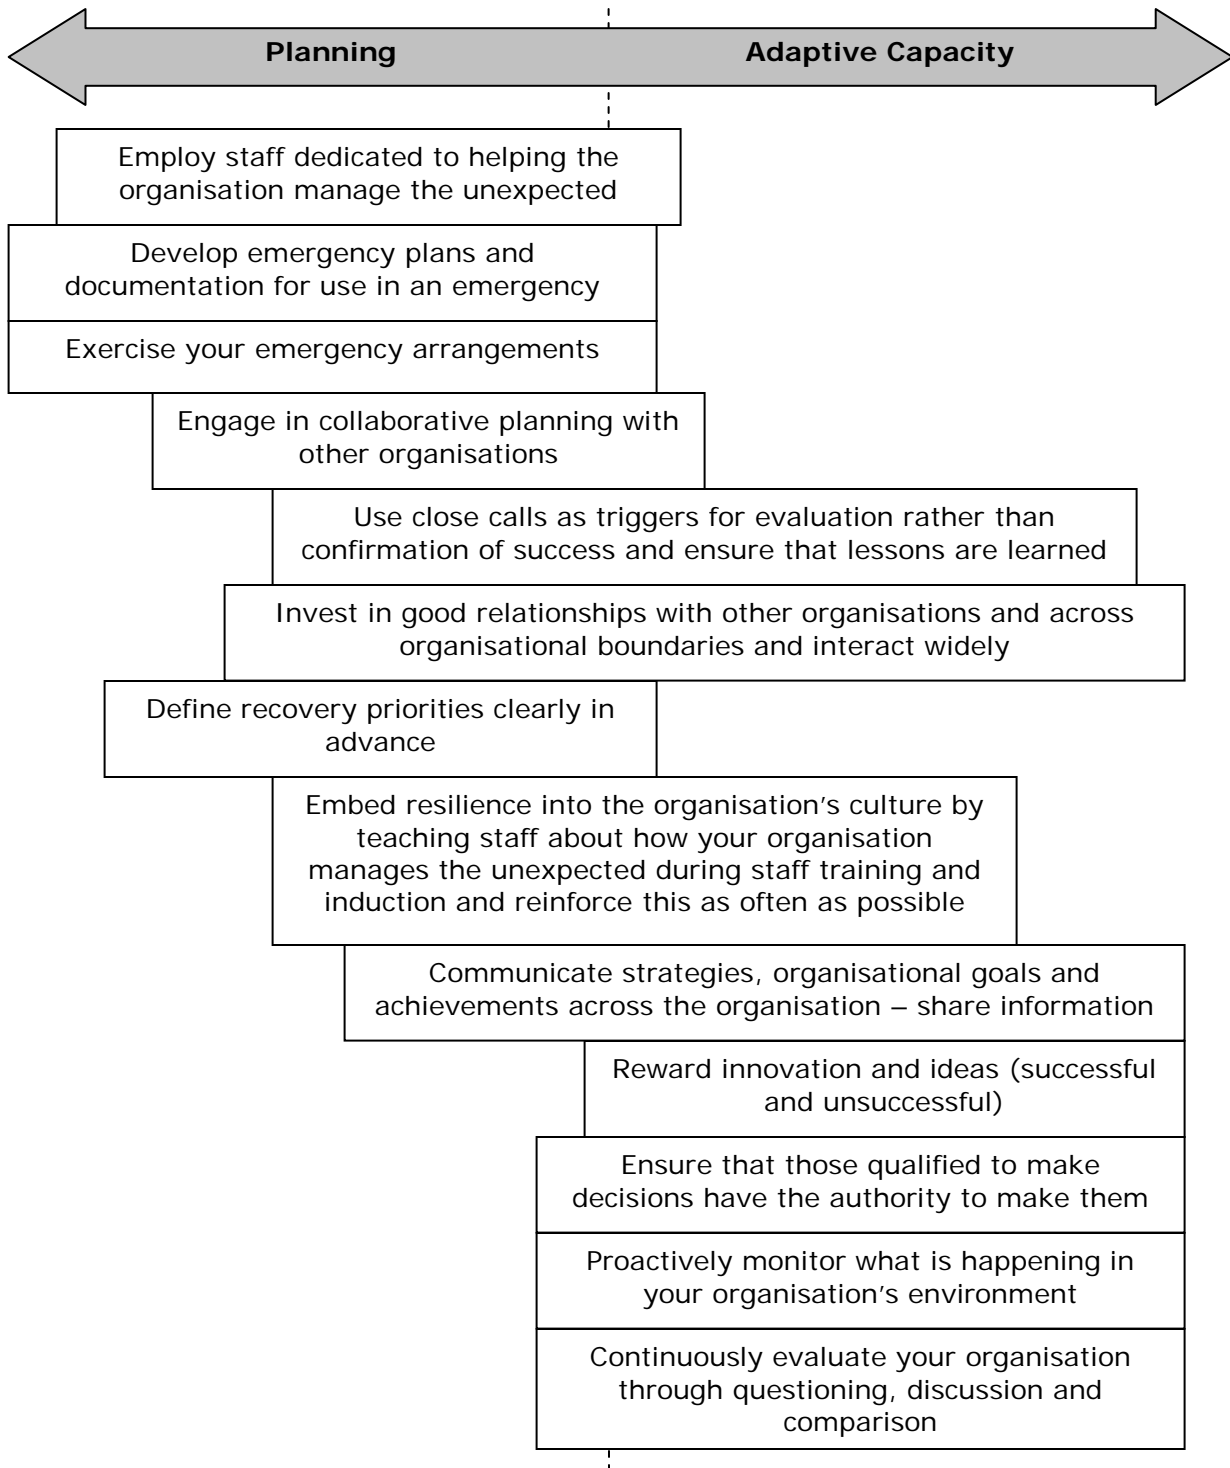 Planning
Adaptive Capacity
Employ staff dedicated to helping the
organisation manage the unexpected
Develop emergency plans and
documentation for use in an emergency
Exercise your emergency arrangements
Engage in collaborative planning with
other organisations
Use close calls as triggers for evaluation rather than
confirmation of success and ensure that lessons are learned
Invest in good relationships with other organisations and across
organisational boundaries and interact widely
Define recovery priorities clearly in
advance
Embed resilience into the organisation’s culture by
teaching staff about how your organisation
manages the unexpected during staff training and
induction and reinforce this as often as possible
Communicate strategies, organisational goals and
achievements across the organisation – share information
Reward innovation and ideas (successful
and unsuccessful)
Ensure that those qualified to make
decisions have the authority to make them
Proactively monitor what is happening in
your organisation’s environment
Continuously evaluate your organisation
through questioning, discussion and
comparison